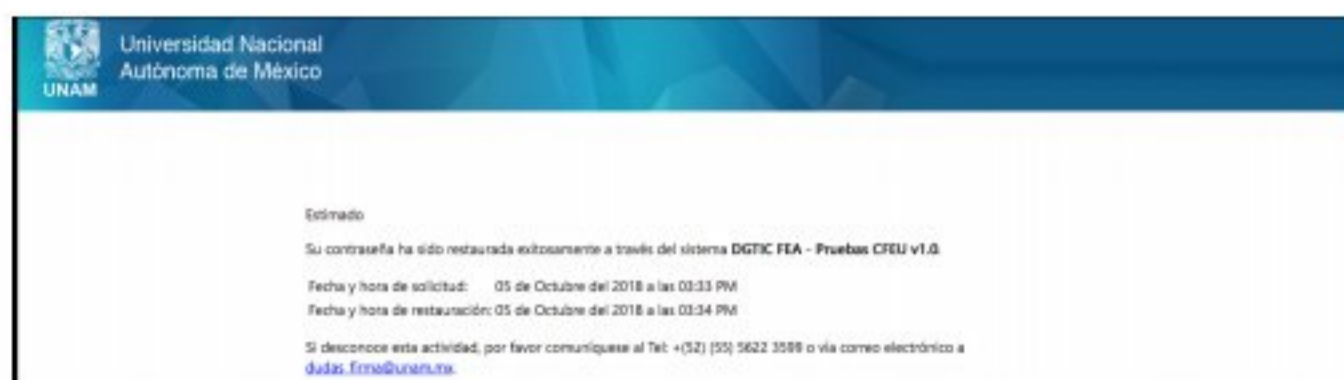 Universidad Nacional
Autónoma de México
UNAM
Estimado
Su contraseña ha sido restaurada exitosamente a través del sistema DGTIC FEA - Pruebas CFEU v1.0.
Fecha y hora de solicitud: 05 de Octubre del 2018 a las 03:33 PM
Fecha y hora de restauración: 05 de Octubre del 2018 a las 03:34 PM
Si desconoce esta actividad, por favor comuníquese al Tel: +(52) (55) 5622 3599 o vía correo electrónico a
dudas_firma@unam.mx.